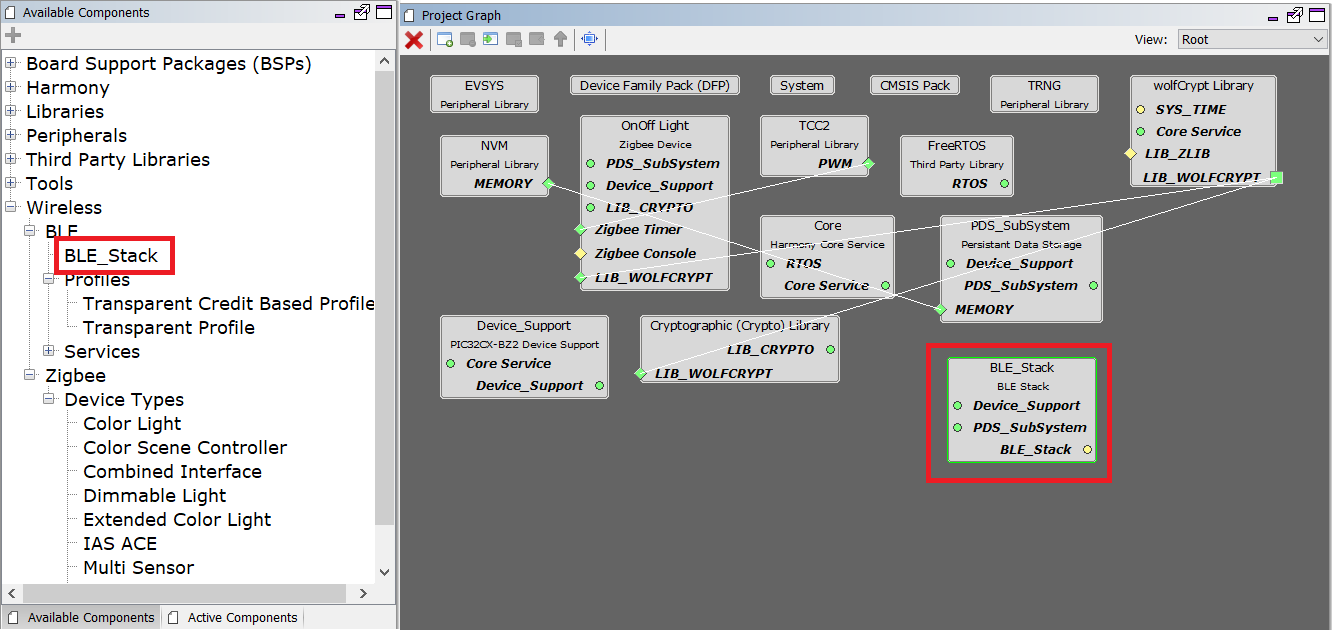 Available Components
Board Support Packages (BSPs)
Harmony
Libraries
Peripherals
Third Party Libraries
Tools
Wireless
BLE
BLE_Stack
Profiles
Transparent Credit Based Profile
Transparent Profile
Services
Zigbee
Device Types
Color Light
Color Scene Controller
Combined Interface
Dimmable Light
Extended Color Light
IAS ACE
Multi Sensor
Available Components
Active Components
Project Graph
View:
Root
EVSYS
Peripheral Library
Device Family Pack (DFP)
System
CMSIS Pack
TRNG
Peripheral Library
wolfCrypt Library
SYS_TIME
Core Service
LIB_ZLIB
LIB_WOLFCRYPT
NVM
Peripheral Library
MEMORY
OnOff Light
Zigbee Device
PDS_SubSystem
Device_Support
LIB_CRYPTO
Zigbee Timer
Zigbee Console
LIB_WOLFCRYPT
TCC2
Peripheral Library
PWM
FreeRTOS
Third Party Library
RTOS
Core
Harmony Core Service
RTOS
Core Service
PDS_SubSystem
Persistant Data Storage
Device_Support
PDS_SubSystem
MEMORY
Device_Support
PIC32CX-BZ2 Device Support
Core Service
Device_Support
Cryptographic (Crypto) Library
LIB_CRYPTO
LIB_WOLFCRYPT
BLE_Stack
BLE Stack
Device_Support
PDS_SubSystem
BLE_Stack